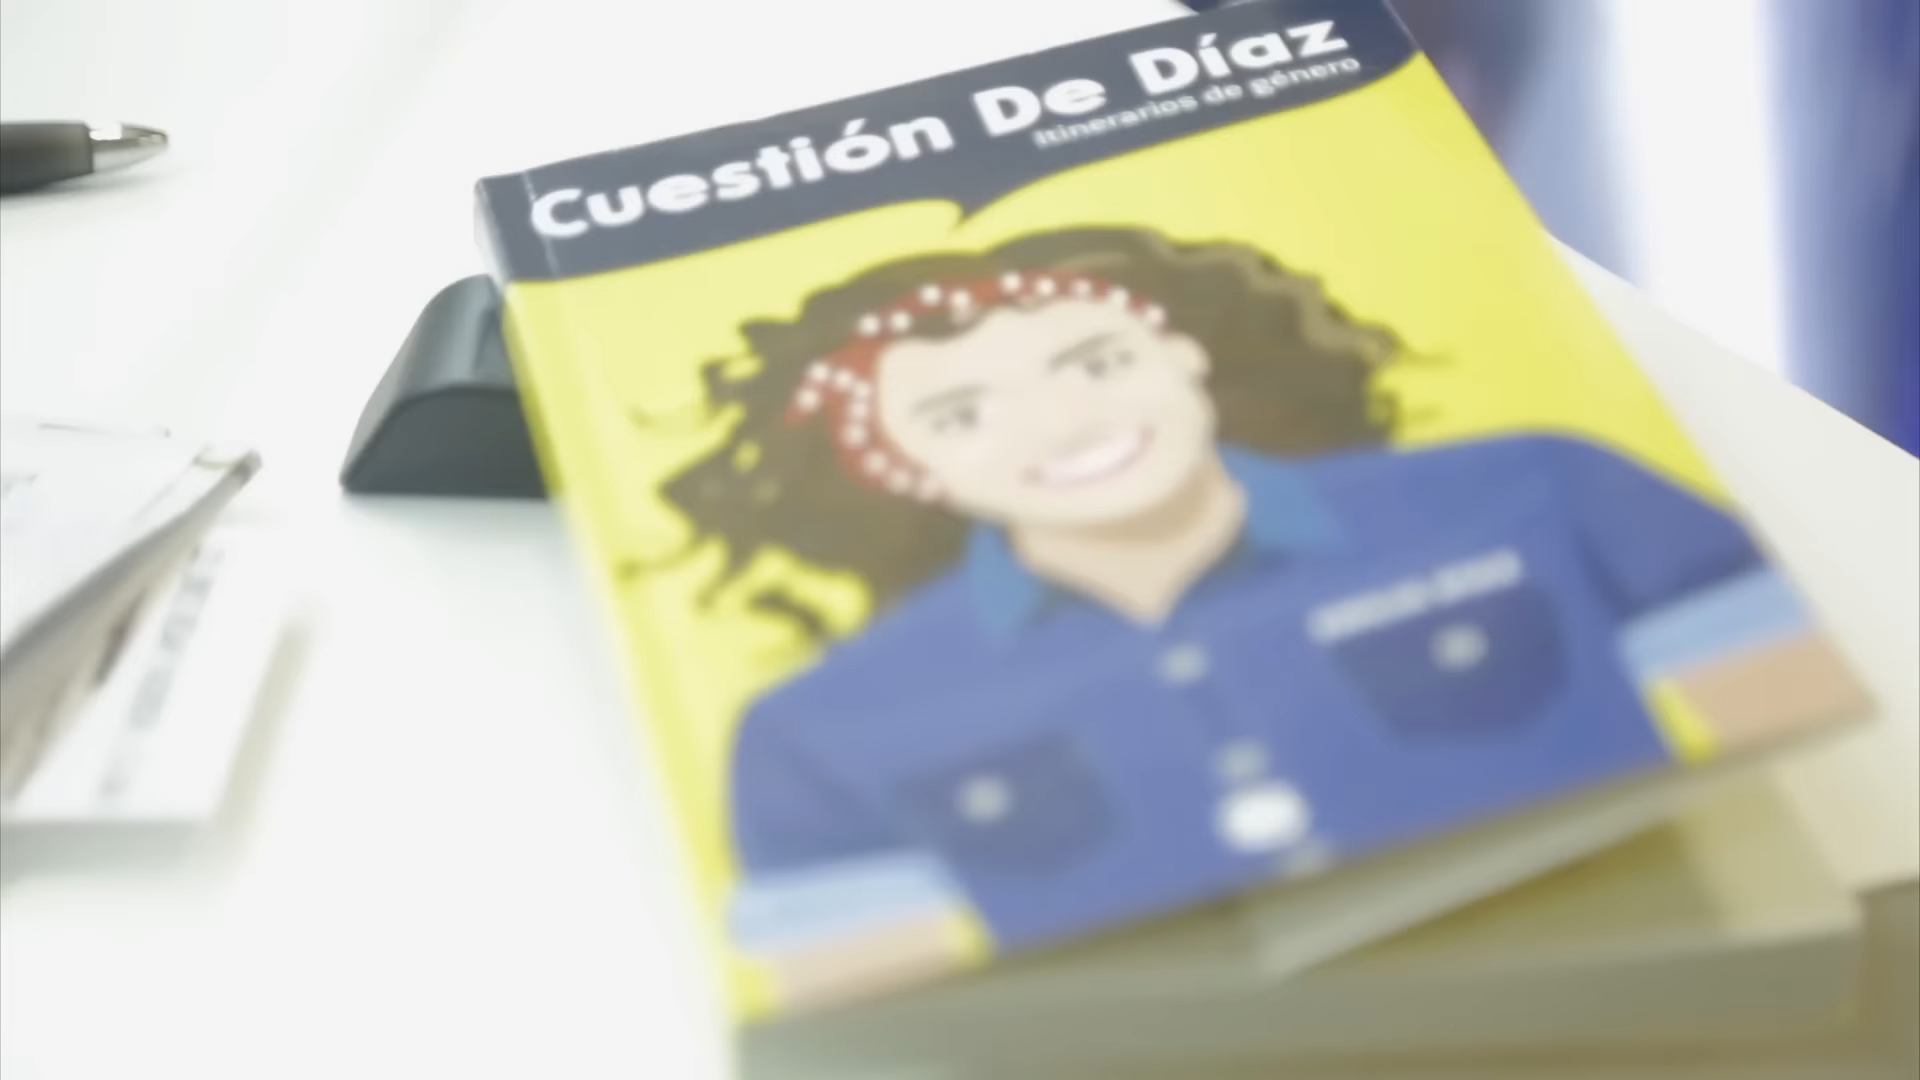 Cuestión De Díaz
Itinerarios de género